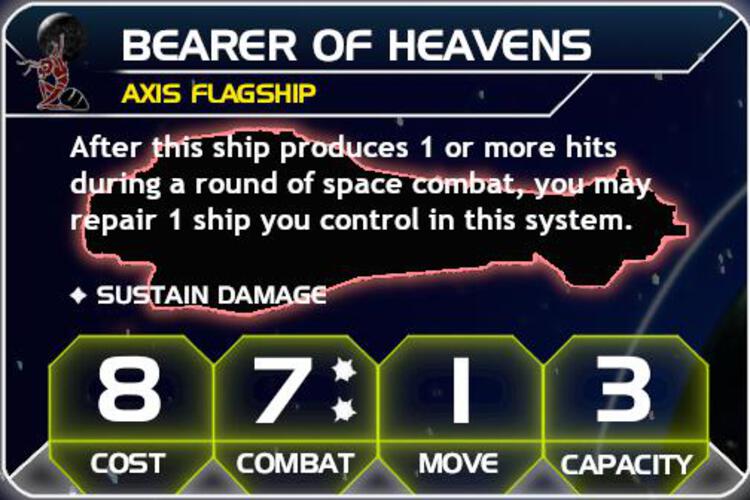 BEARER OF HEAVENS
AXIS FLAGSHIP
After this ship produces 1 or more hits
during a round of space combat, you may
repair 1 ship you control in this system.
SUSTAIN DAMAGE
8 7 1 3
COST COMBAT MOVE CAPACITY